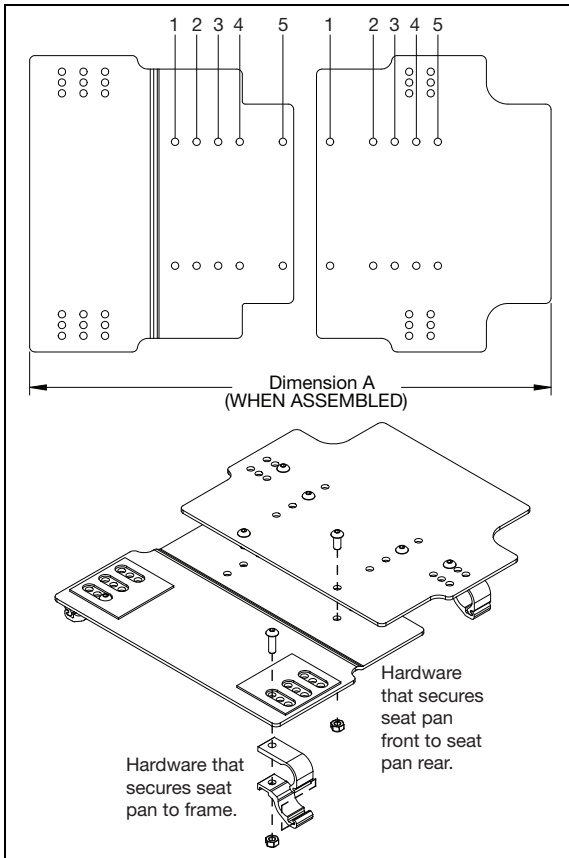 1 2 3 4 5 1 2 3 4 5
Dimension A
(WHEN ASSEMBLED)
Hardware
that secures
seat pan
front to seat
pan rear.
Hardware that
secures seat
pan to frame.